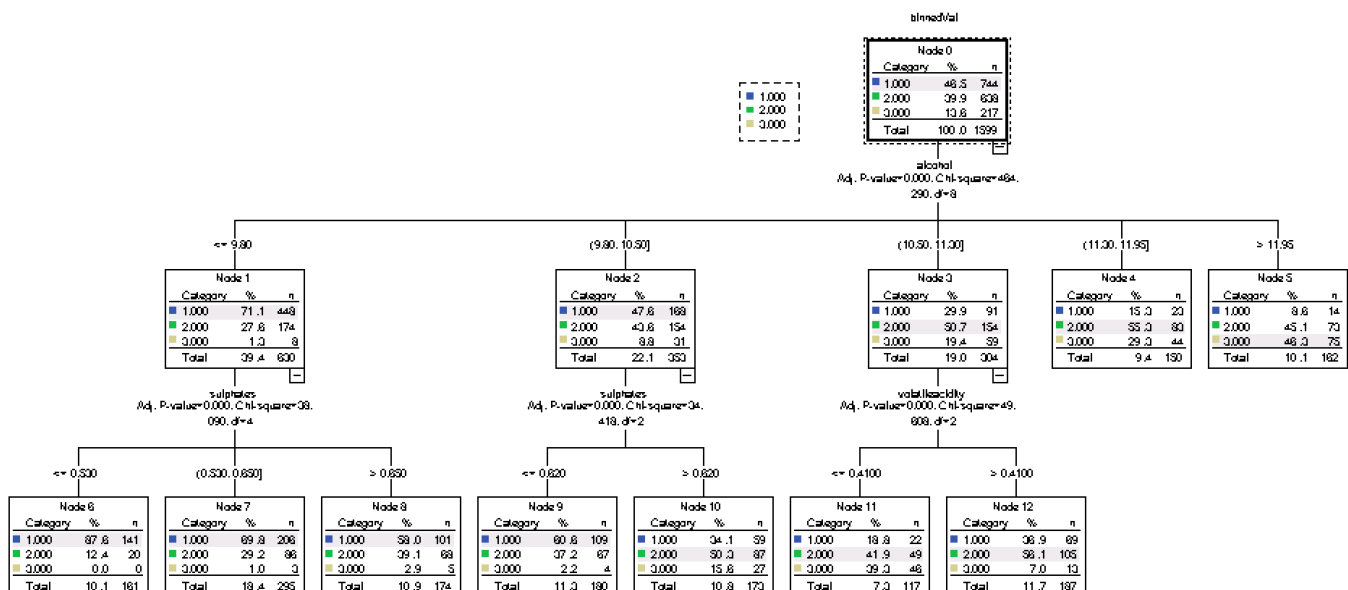 binnedVal
Node 0
Category % n
1.000 46.5 744
2.000 39.9 638
3.000 13.6 217
Total 100.0 1599
1.000
2.000
3.000
alcohol
Adj. P-value=0.000, Chi-square=464.
290, df=8
<= 9.80
(9.80, 10.50]
(10.50, 11.30]
(11.30, 11.95]
> 11.95
Node 1
Category % n
1.000 71.1 448
2.000 27.6 174
3.000 1.3 8
Total 39.4 630
Node 2
Category % n
1.000 47.6 168
2.000 43.6 154
3.000 8.8 31
Total 22.1 353
Node 3
Category % n
1.000 29.9 91
2.000 50.7 154
3.000 19.4 59
Total 19.0 304
Node 4
Category % n
1.000 15.3 23
2.000 55.3 83
3.000 29.3 44
Total 9.4 150
Node 5
Category % n
1.000 8.6 14
2.000 45.1 73
3.000 46.3 75
Total 10.1 162
sulphates
Adj. P-value=0.000, Chi-square=38.
090, df=4
sulphates
Adj. P-value=0.000, Chi-square=34.
418, df=2
volatileacidity
Adj. P-value=0.000, Chi-square=49.
608, df=2
<= 0.530
(0.530, 0.650]
> 0.650
<= 0.620
> 0.620
<= 0.4100
> 0.4100
Node 6
Category % n
1.000 87.6 141
2.000 12.4 20
3.000 0.0 0
Total 10.1 161
Node 7
Category % n
1.000 69.8 206
2.000 29.2 86
3.000 1.0 3
Total 18.4 295
Node 8
Category % n
1.000 58.0 101
2.000 39.1 68
3.000 2.9 5
Total 10.9 174
Node 9
Category % n
1.000 60.6 109
2.000 37.2 67
3.000 2.2 4
Total 11.3 180
Node 10
Category % n
1.000 34.1 59
2.000 50.3 87
3.000 15.6 27
Total 10.8 173
Node 11
Category % n
1.000 18.8 22
2.000 41.9 49
3.000 39.3 46
Total 7.3 117
Node 12
Category % n
1.000 36.9 69
2.000 56.1 105
3.000 7.0 13
Total 11.7 187